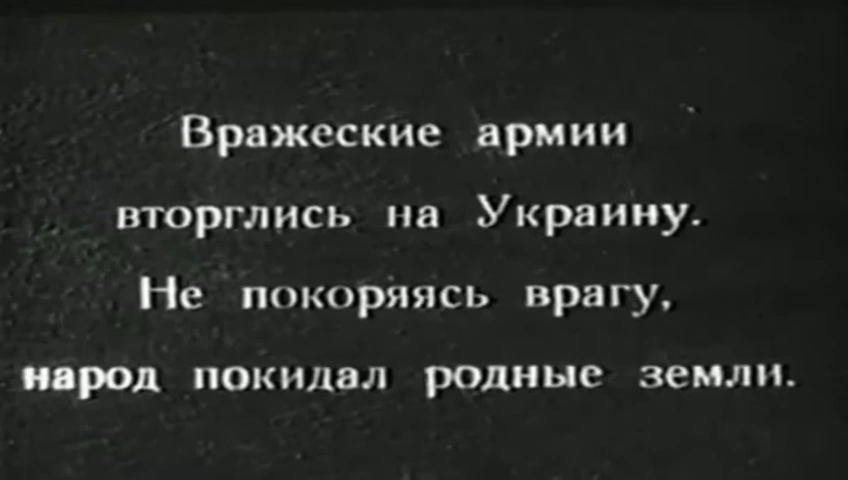 Вражеские армии
вторглись на Украину.
Не покоряясь врагу,
народ покидал родные земли.